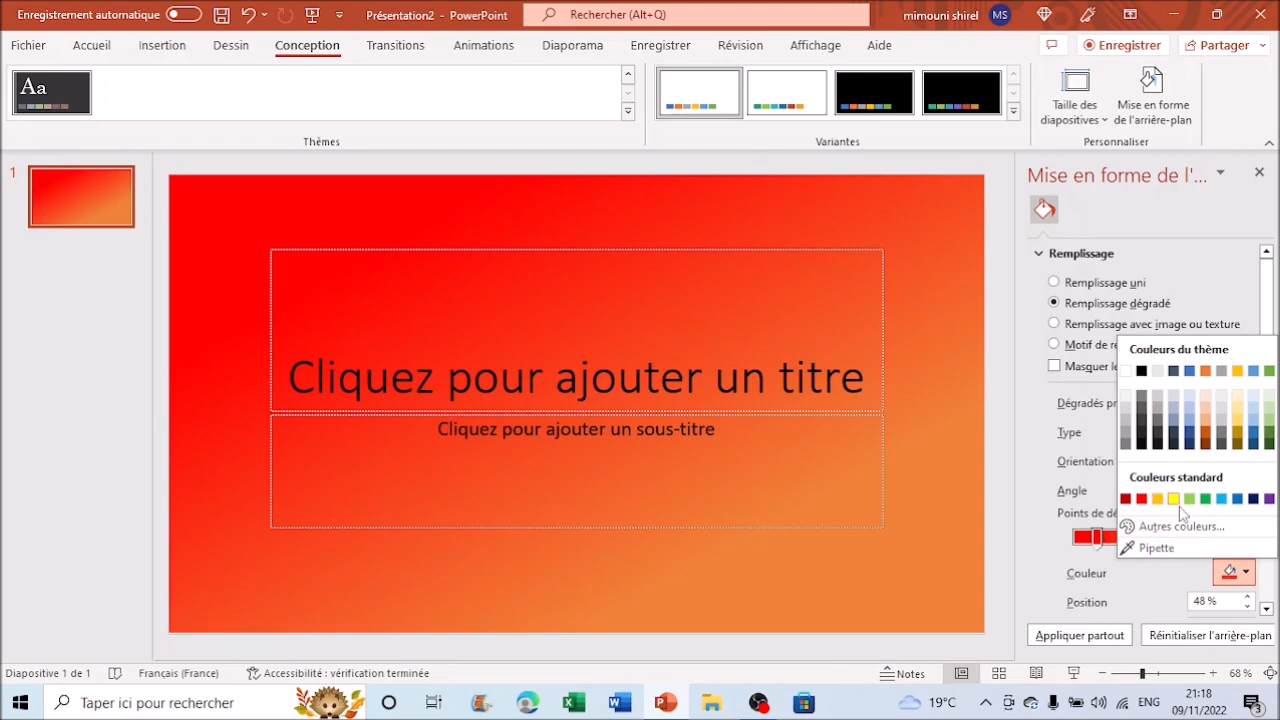 Enregistrement automatique
Présentation2 - PowerPoint
Rechercher (Alt+Q)
mimouni shirel
MS
Fichier
Accueil
Insertion
Dessin
Conception
Transitions
Animations
Diaporama
Enregistrer
Révision
Affichage
Aide
Enregistrer
Partager
Aa
Thèmes
Variantes
Taille des
diapositives
Mise en forme
de l'arrière-plan
Personnaliser
1
Cliquez pour ajouter un titre
Cliquez pour ajouter un sous-titre
Mise en forme de l'...
Remplissage
Remplissage uni
Remplissage dégradé
Remplissage avec image ou texture
Motif de re
Masquer le
Dégradés pr
Type
Orientation
Angle
Points de dé
Couleurs du thème
Couleurs standard
Autres couleurs...
Pipette
Couleur
Position
48 %
Appliquer partout
Réinitialiser l'arrière-plan
Diapositive 1 de 1
Français (France)
Accessibilité : vérification terminée
Notes
68 %
Taper ici pour rechercher
19°C
ENG
21:18
09/11/2022
3